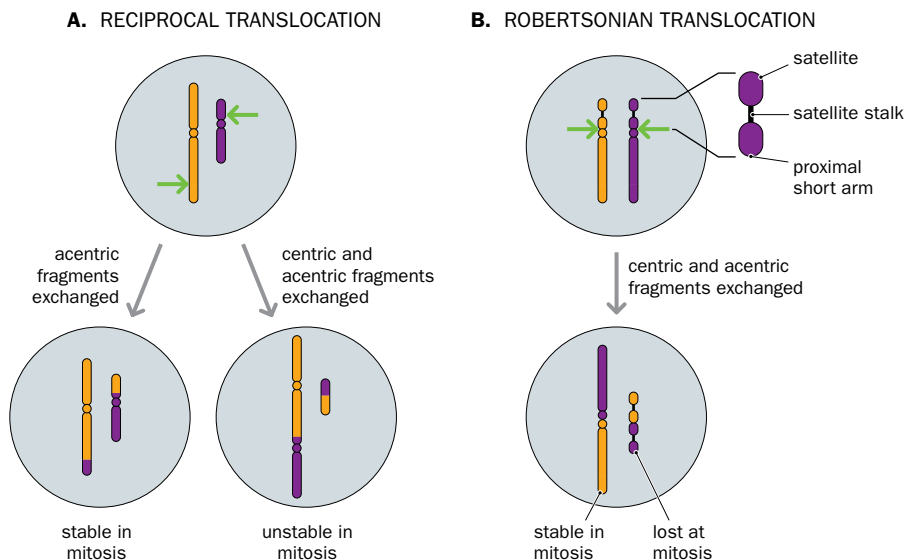 A. RECIPROCAL TRANSLOCATION
acentric
fragments
exchanged
centric and
acentric fragments
exchanged
stable in
mitosis
unstable in
mitosis
B. ROBERTSONIAN TRANSLOCATION
satellite
satellite stalk
proximal
short arm
centric and acentric
fragments exchanged
stable in
mitosis
lost at
mitosis